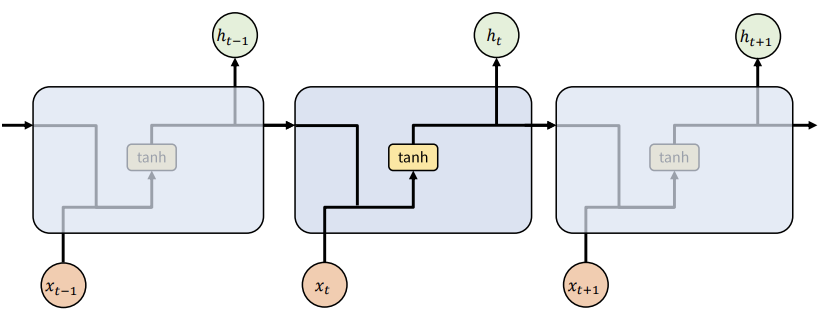 h_{t-1} h_t h_{t+1}
tanh tanh tanh
x_{t-1} x_t x_{t+1}